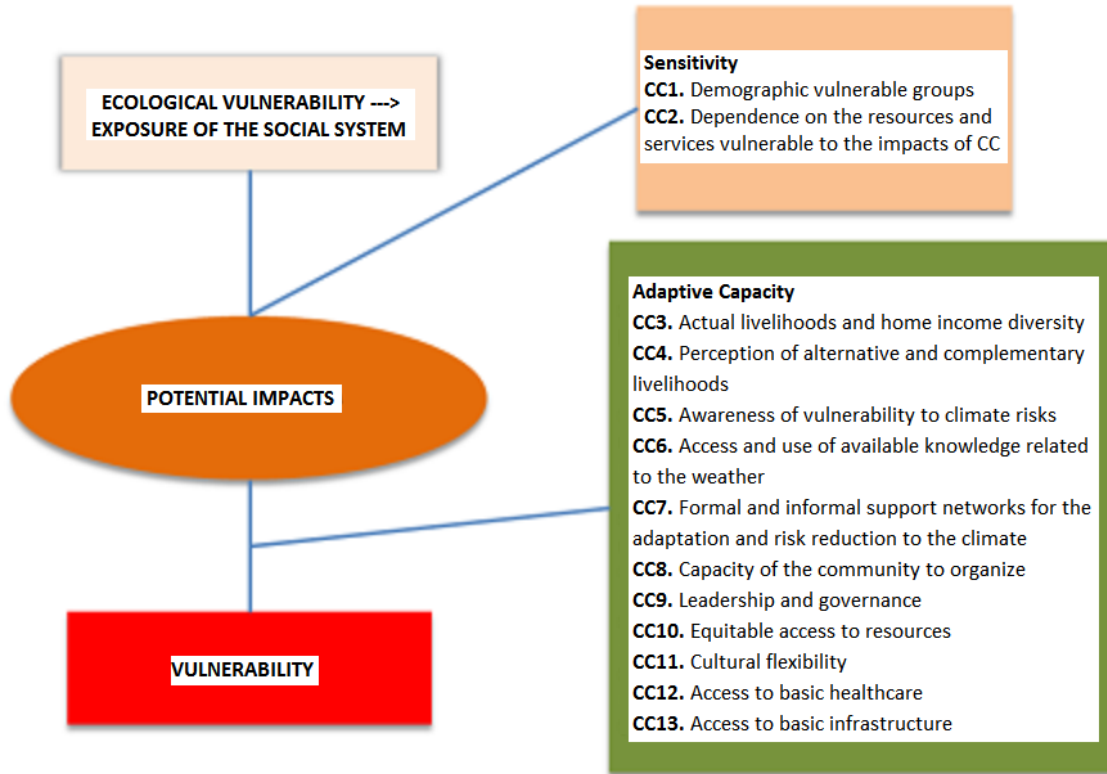 ECOLOGICAL VULNERABILITY --->
EXPOSURE OF THE SOCIAL SYSTEM
Sensitivity
CC1. Demographic vulnerable groups
CC2. Dependence on the resources and
services vulnerable to the impacts of CC
POTENTIAL IMPACTS
Adaptive Capacity
CC3. Actual livelihoods and home income diversity
CC4. Perception of alternative and complementary
livelihoods
CC5. Awareness of vulnerability to climate risks
CC6. Access and use of available knowledge related
to the weather
CC7. Formal and informal support networks for the
adaptation and risk reduction to the climate
CC8. Capacity of the community to organize
CC9. Leadership and governance
CC10. Equitable access to resources
CC11. Cultural flexibility
CC12. Access to basic healthcare
CC13. Access to basic infrastructure
VULNERABILITY